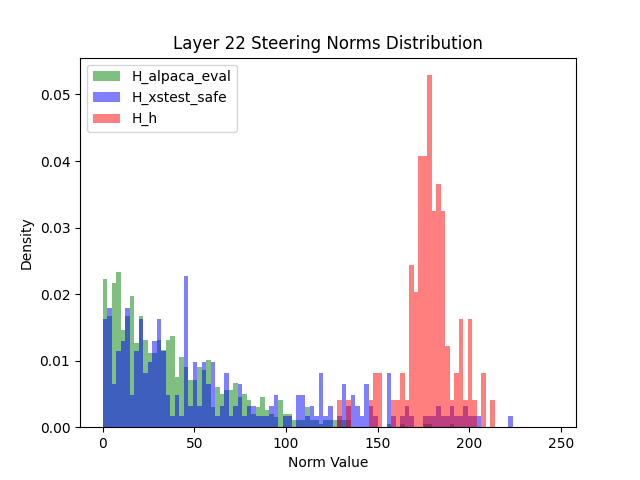 Layer 22 Steering Norms Distribution
H_alpaca_eval
H_xstest_safe
H_h
Density
0.05
0.04
0.03
0.02
0.01
0.00
0 50 100 150 200 250
Norm Value